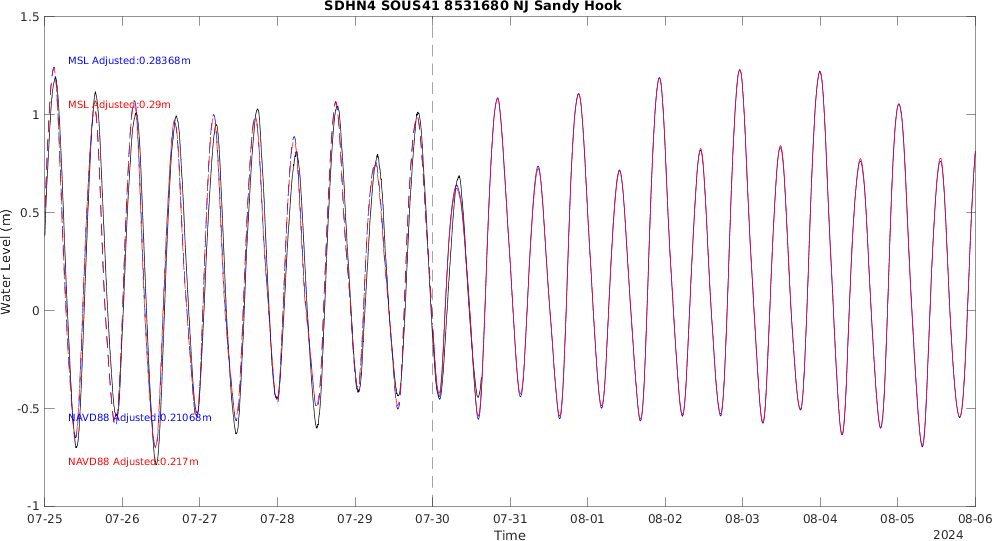 SDHN4 SOUS41 8531680 NJ Sandy Hook
1.5
MSL Adjusted:0.28368m
MSL Adjusted:0.29m
1
0.5
Water Level (m)
0
-0.5
NAVD88 Adjusted:0.21068m
NAVD88 Adjusted:0.217m
-1
07-25 07-26 07-27 07-28 07-29 07-30 07-31 08-01 08-02 08-03 08-04 08-05 08-06
Time
2024